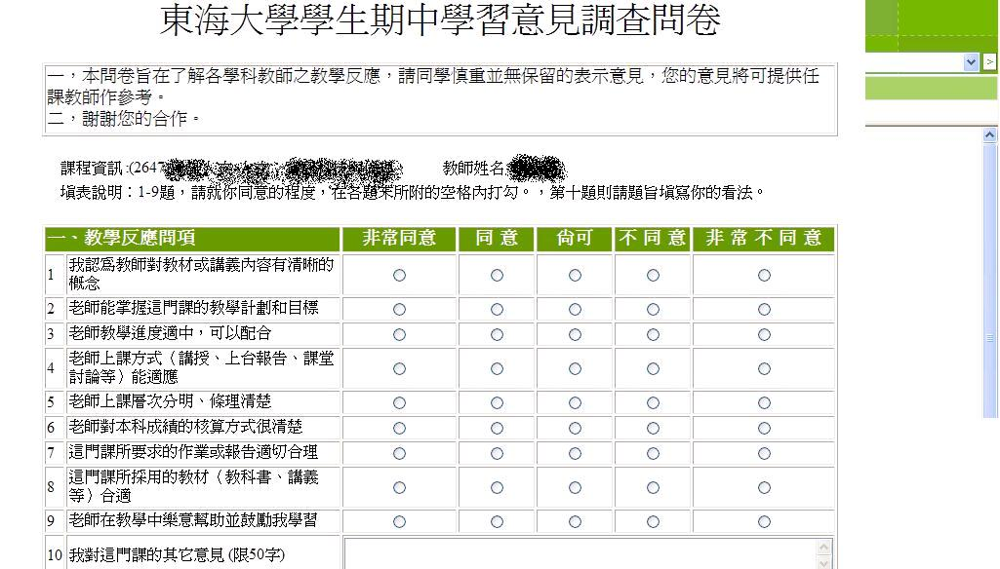 東海大學學生期中學習意見調查問卷
一，本問卷旨在了解各學科教師之教學反應，請同學慎重並無保留的表示意見，您的意見將可提供任
課教師作參考。
二，謝謝您的合作。
課程資訊:(2647 教師姓名:
填表說明：1-9題，請就你同意的程度，在各題末所附的空格內打勾。，第十題則請題旨填寫你的看法。
一、教學反應問項 非常同意 同 意 尚可 不 同 意 非 常 不 同 意
1 我認為教師對教材或講義內容有清晰的
概念
2 老師能掌握這門課的教學計劃和目標
3 老師教學進度適中，可以配合
4 老師上課方式（講授、上台報告、課堂
討論等）能適應
5 老師上課層次分明、條理清楚
6 老師對本科成績的核算方式很清楚
7 這門課所要求的作業或報告適切合理
8 這門課所採用的教材（教科書、講義
等）合適
9 老師在教學中樂意幫助並鼓勵我學習
10 我對這門課的其它意見 (限50字)
>